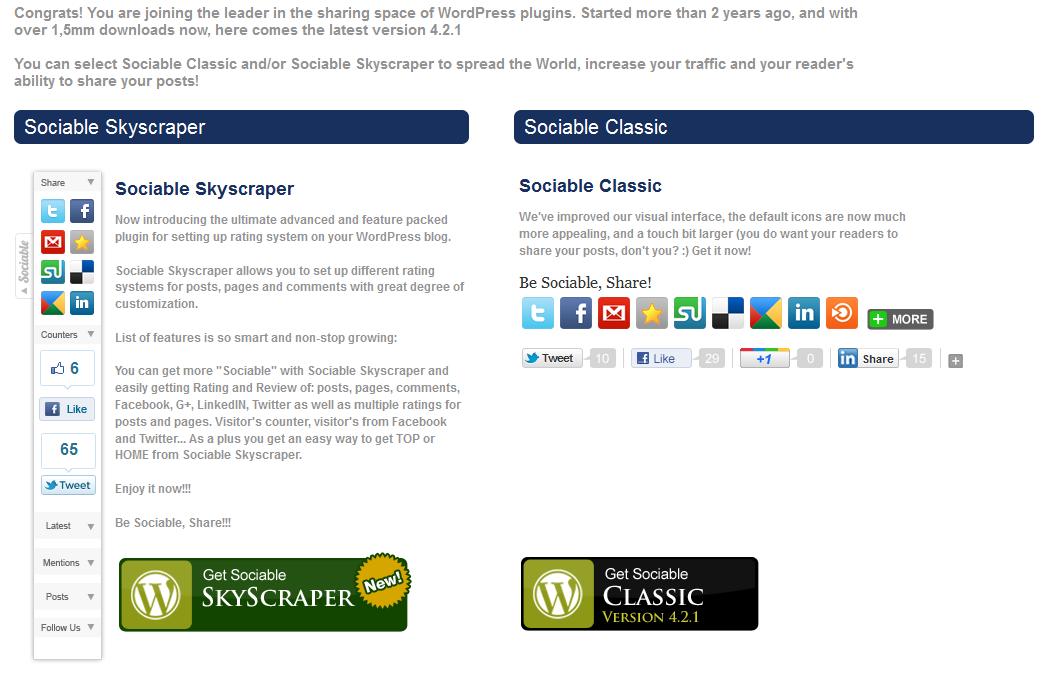 Congrats! You are joining the leader in the sharing space of WordPress plugins. Started more than 2 years ago, and with
over 1,5mm downloads now, here comes the latest version 4.2.1
You can select Sociable Classic and/or Sociable Skyscraper to spread the World, increase your traffic and your reader's
ability to share your posts!
Sociable Skyscraper
Share
Sociable
Counters
6
Like
65
Tweet
Latest
Mentions
Posts
Follow Us
Sociable Skyscraper
Now introducing the ultimate advanced and feature packed
plugin for setting up rating system on your WordPress blog.
Sociable Skyscraper allows you to set up different rating
systems for posts, pages and comments with great degree of
customization.
List of features is so smart and non-stop growing:
You can get more "Sociable" with Sociable Skyscraper and
easily getting Rating and Review of: posts, pages, comments,
Facebook, G+, LinkedIN, Twitter as well as multiple ratings for
posts and pages. Visitor's counter, visitor's from Facebook
and Twitter... As a plus you get an easy way to get TOP or
HOME from Sociable Skyscraper.
Enjoy it now!!!
Be Sociable, Share!!!
Get Sociable
SKYSCRAPER
New!
Sociable Classic
Sociable Classic
We've improved our visual interface, the default icons are now much
more appealing, and a touch bit larger (you do want your readers to
share your posts, don't you? :) Get it now!
Be Sociable, Share!
MORE
Tweet 10 Like 29 +1 0 in Share 15
Get Sociable
CLASSIC
VERSION 4.2.1